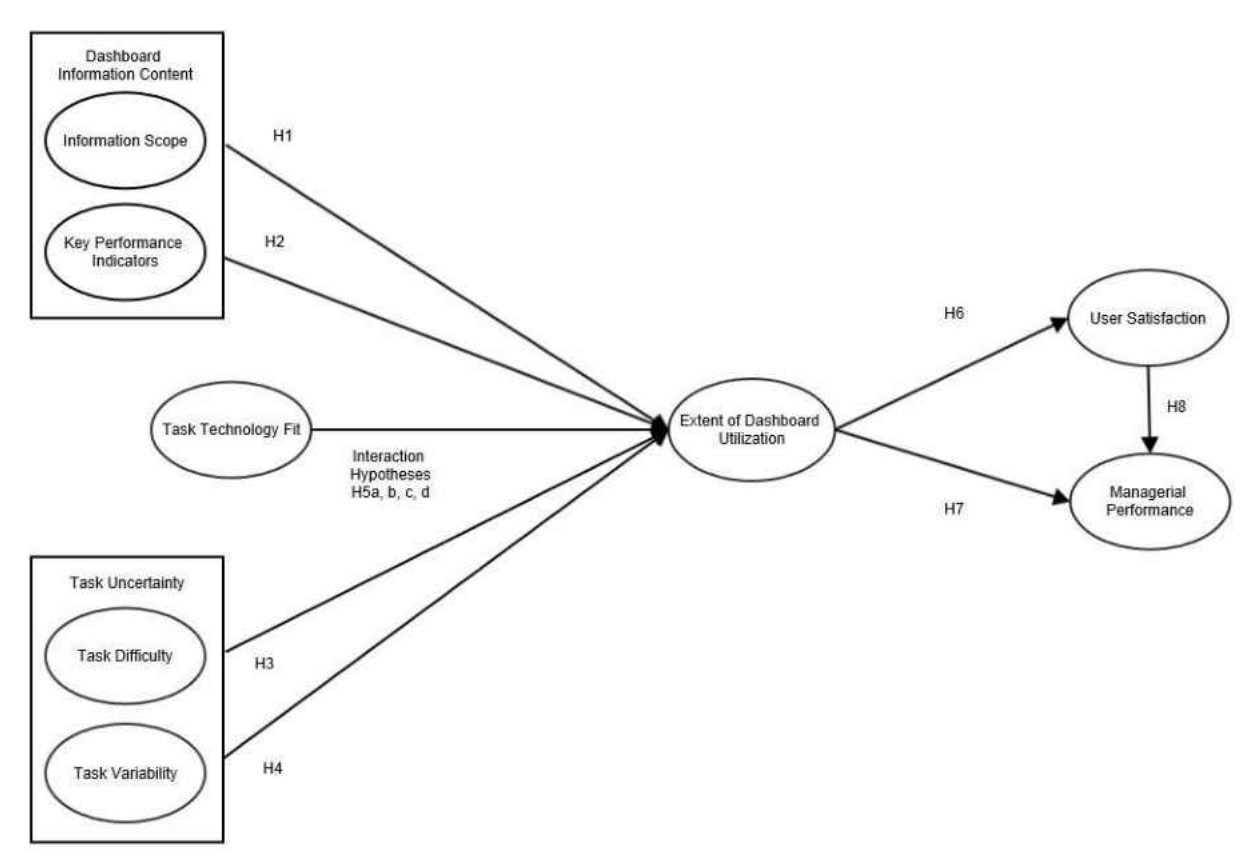 Dashboard
Information Content
Information Scope
H1
Key Performance
Indicators
H2
Task Technology Fit
Interaction
Hypotheses
H5a, b, c, d
Extent of Dashboard
Utilization
H6
User Satisfaction
H8
H7
Managerial
Performance
Task Uncertainty
Task Difficulty
H3
Task Variability
H4